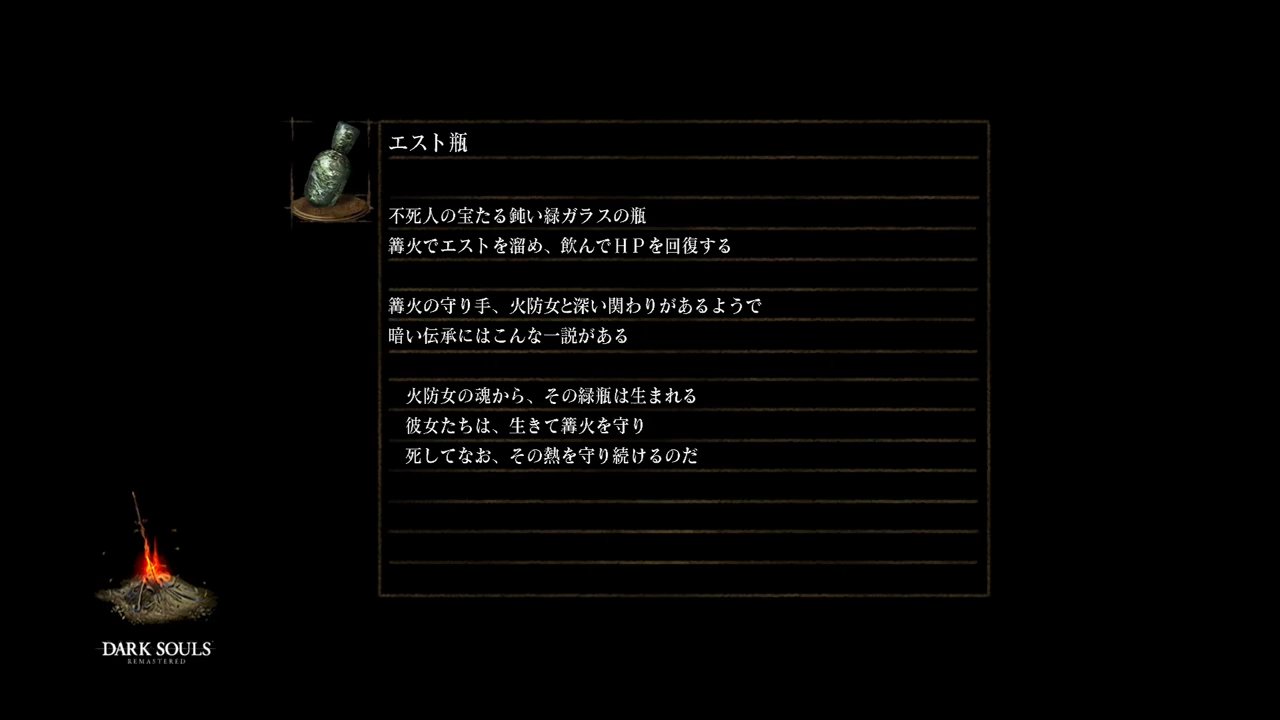 エスト瓶
不死人の宝たる鈍い緑ガラスの瓶
篝火でエストを溜め、飲んでＨＰを回復する
篝火の守り手、火防女と深い関わりがあるようで
暗い伝承にはこんな一説がある
火防女の魂から、その緑瓶は生まれる
彼女たちは、生きて篝火を守り
死してなお、その熱を守り続けるのだ
DARK SOULS
REMASTERED